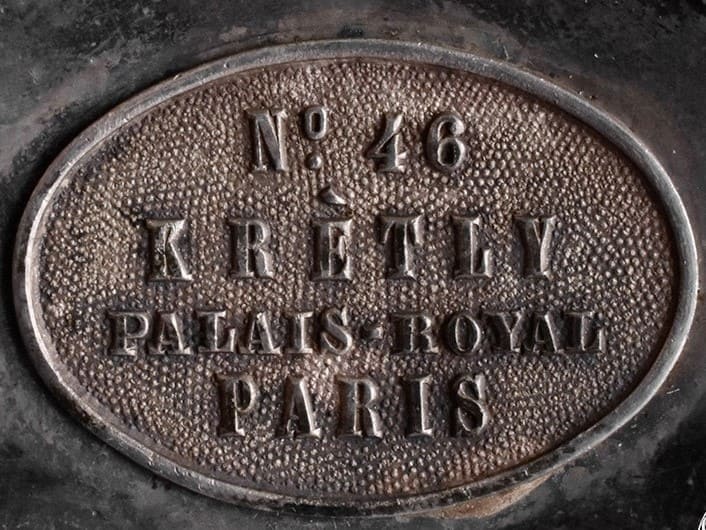 Nº 46
KRÈTLY
PALAIS-ROYAL
PARIS